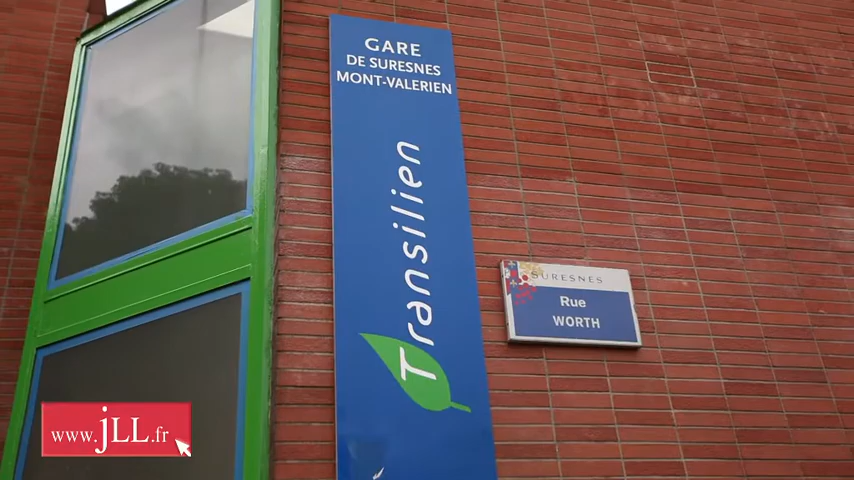 GARE
DE SURESNES
MONT-VALERIEN
Transilien
SURESNES
Rue
WORTH
www.jLL.fr